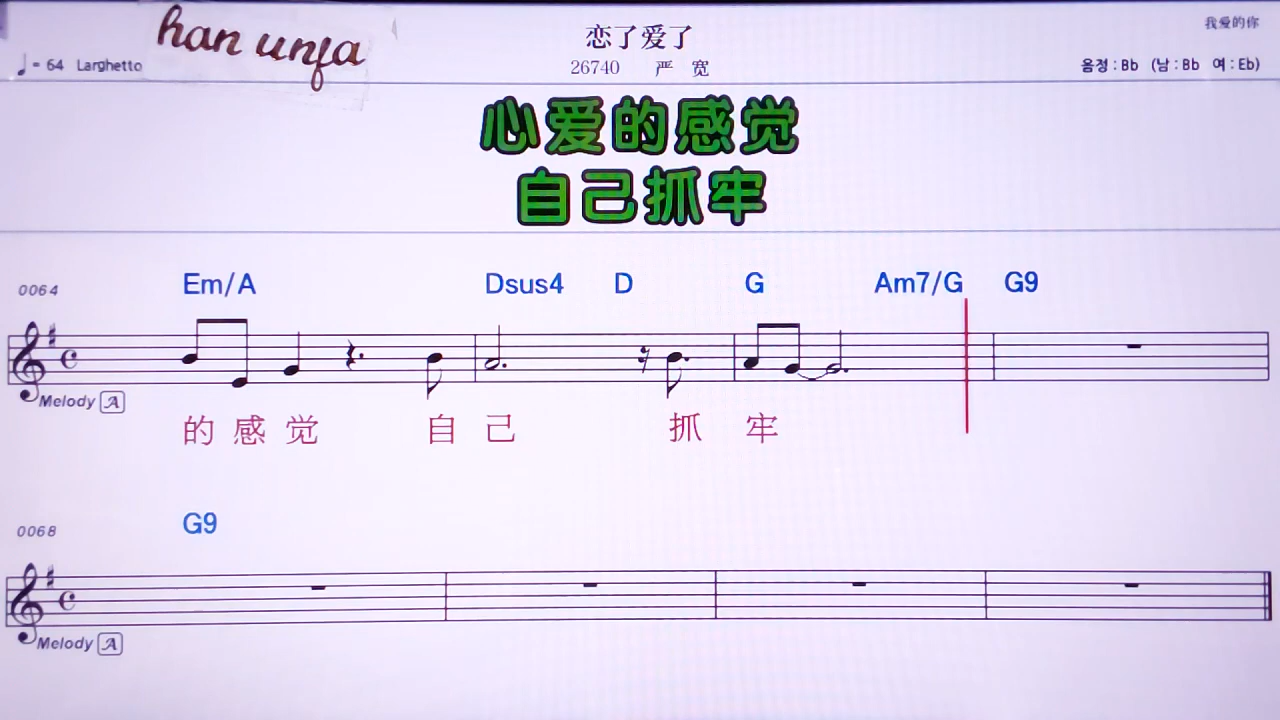 han unfa
恋了爱了
我爱的你
♩= 64 Larghetto
26740 严 宽
음정 : Bb (남 : Bb 여 : Eb)
心爱的感觉
自己抓牢
0064 Em/A Dsus4 D G Am7/G G9
Melody A
的 感 觉 自 己 抓 牢
0068 G9
Melody A